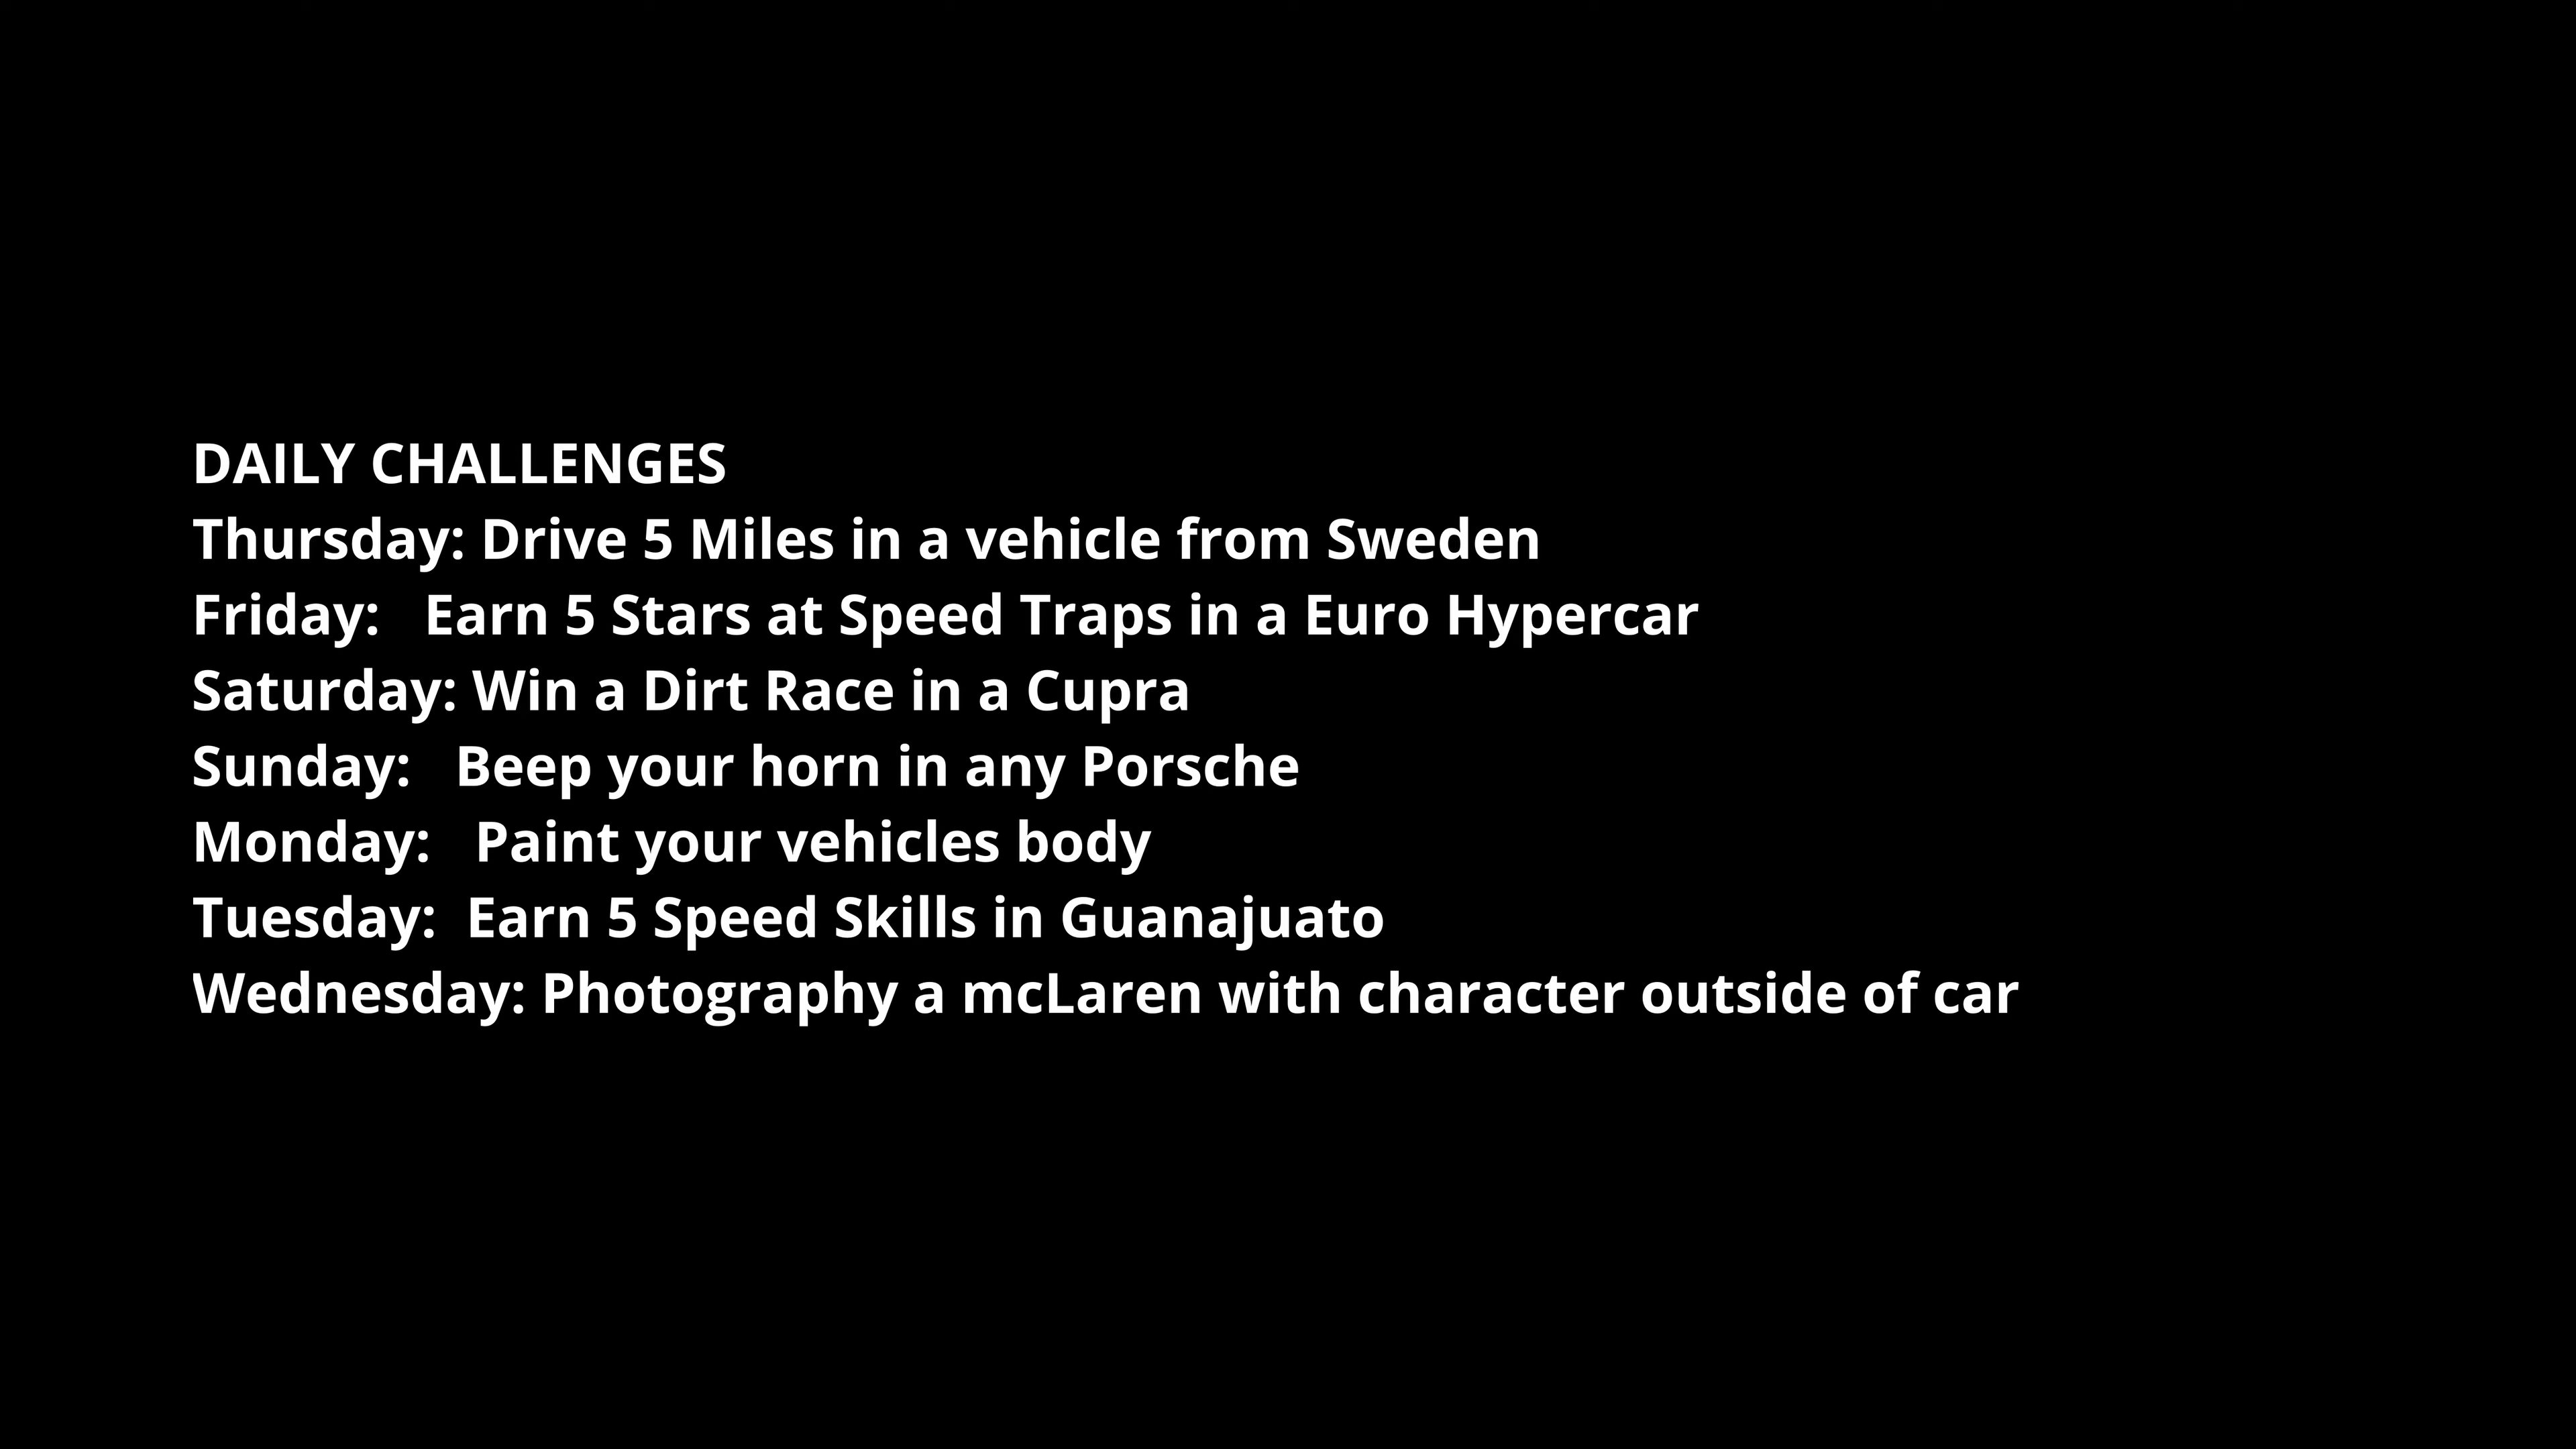 DAILY CHALLENGES
Thursday: Drive 5 Miles in a vehicle from Sweden
Friday:   Earn 5 Stars at Speed Traps in a Euro Hypercar
Saturday: Win a Dirt Race in a Cupra
Sunday:   Beep your horn in any Porsche
Monday:   Paint your vehicles body
Tuesday:  Earn 5 Speed Skills in Guanajuato
Wednesday: Photography a mcLaren with character outside of car